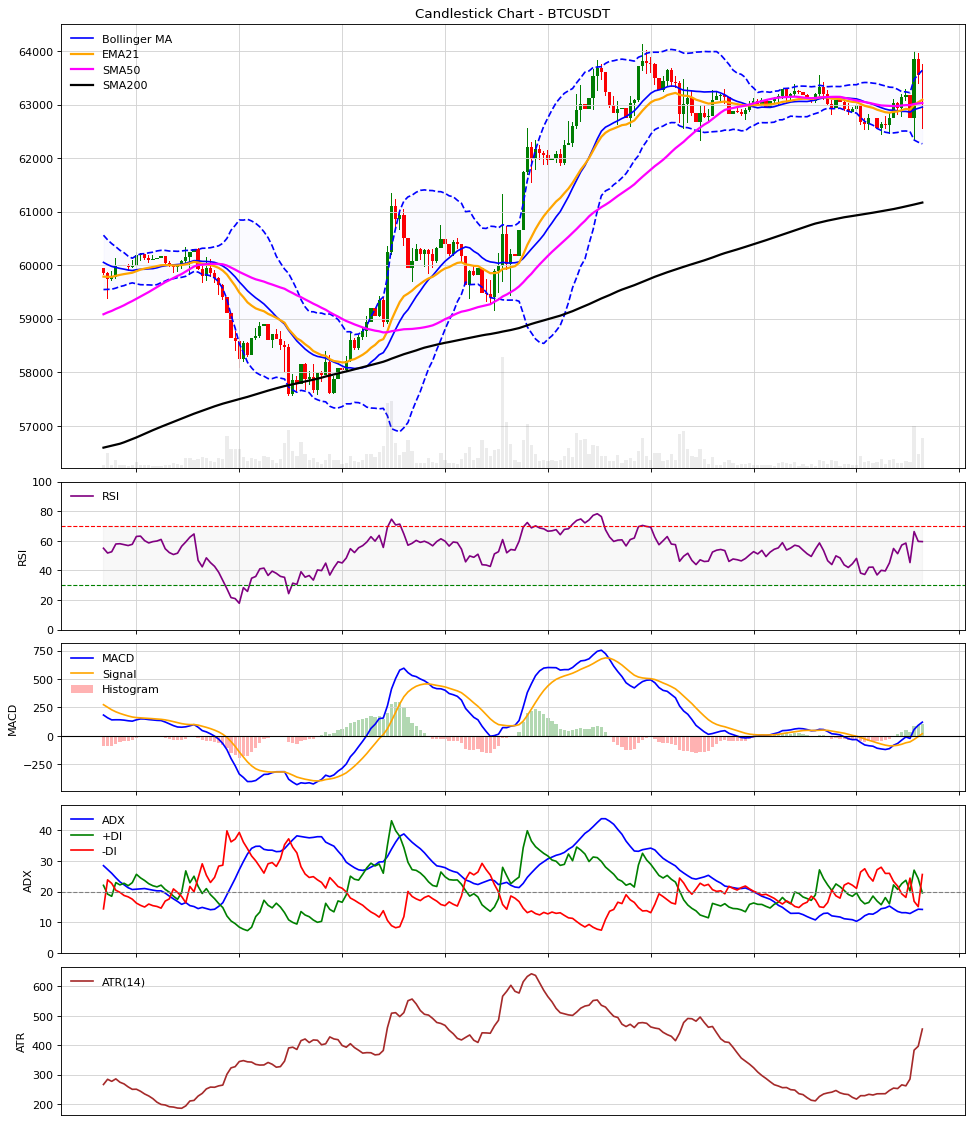 Candlestick Chart - BTCUSDT
Bollinger MA
EMA21
SMA50
SMA200
64000
63000
62000
61000
60000
59000
58000
57000
RSI
RSI
100
80
60
40
20
0
MACD
Signal
Histogram
MACD
750
500
250
0
−250
ADX
+DI
-DI
ADX
40
30
20
10
0
ATR(14)
ATR
600
500
400
300
200